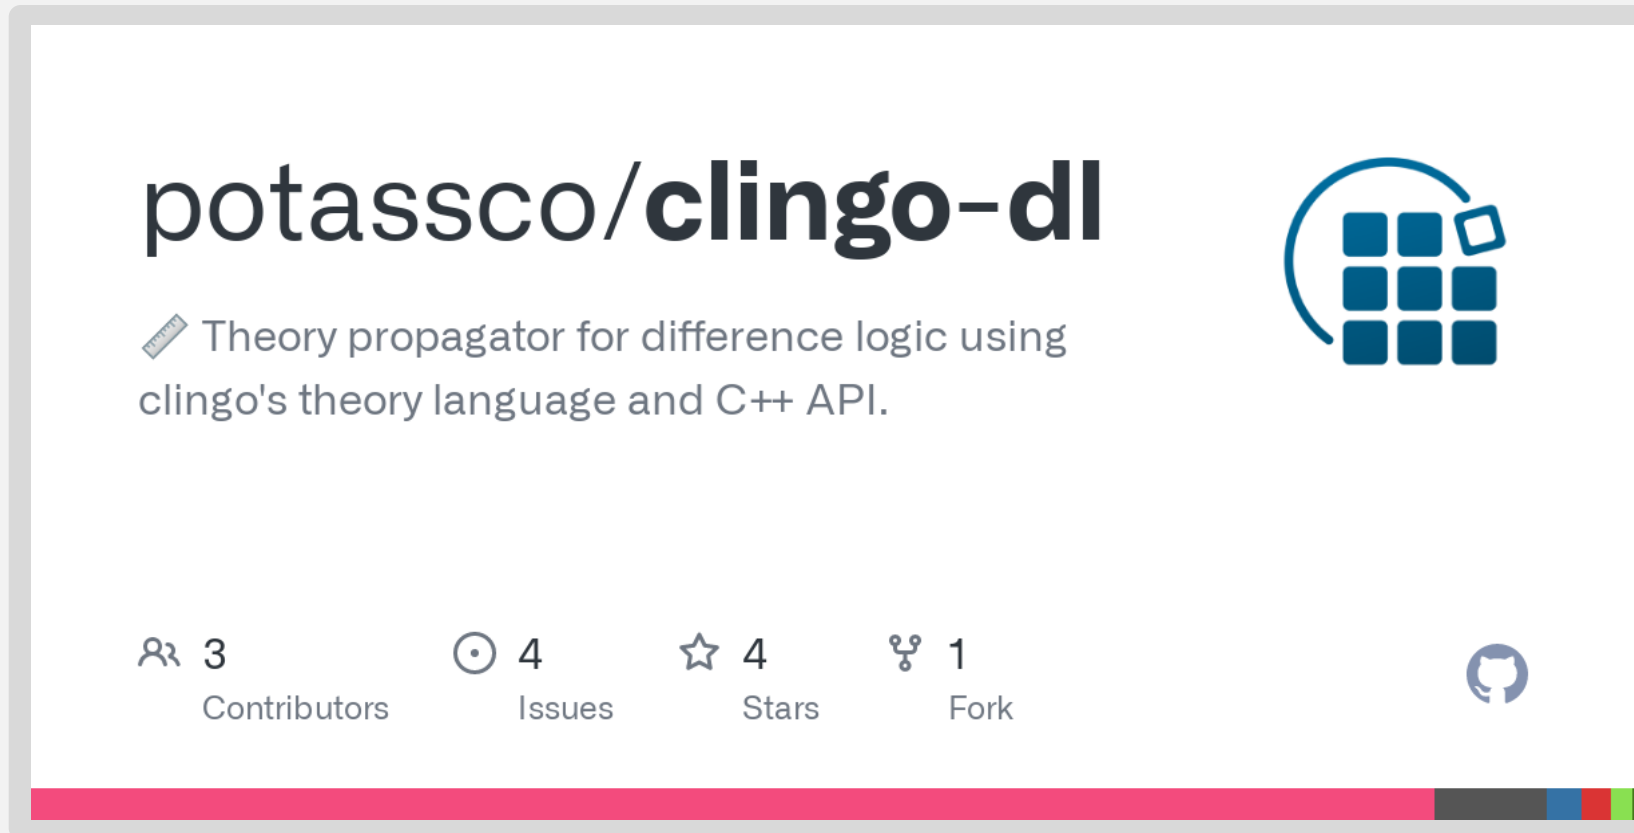 potassco/clingo-dl
Theory propagator for difference logic using
clingo's theory language and C++ API.
3 4 4 1
Contributors Issues Stars Fork